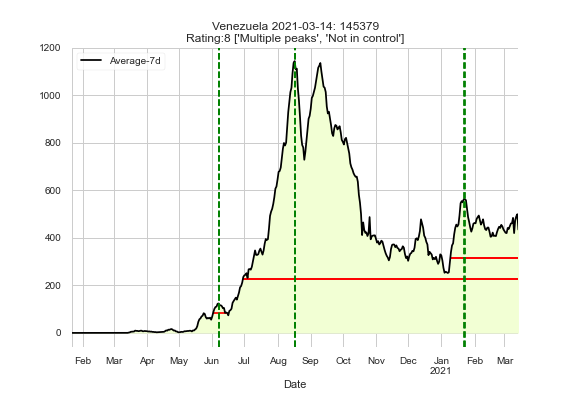 Venezuela 2021-03-14: 145379
Rating:8 ['Multiple peaks', 'Not in control']
1200
Average-7d
1000
800
600
400
200
0
Feb Mar Apr May Jun Jul Aug Sep Oct Nov Dec Jan Feb Mar
2021
Date